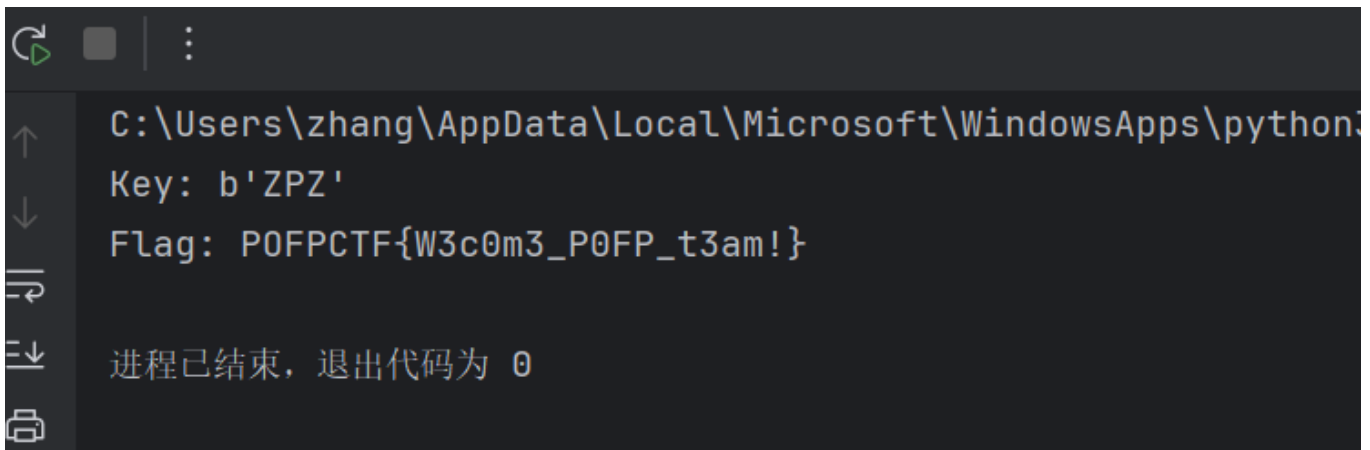 C:\Users\zhang\AppData\Local\Microsoft\WindowsApps\python3
Key: b'ZPZ'
Flag: POFPCTF{W3c0m3_P0FP_t3am!}
进程已结束，退出代码为 0